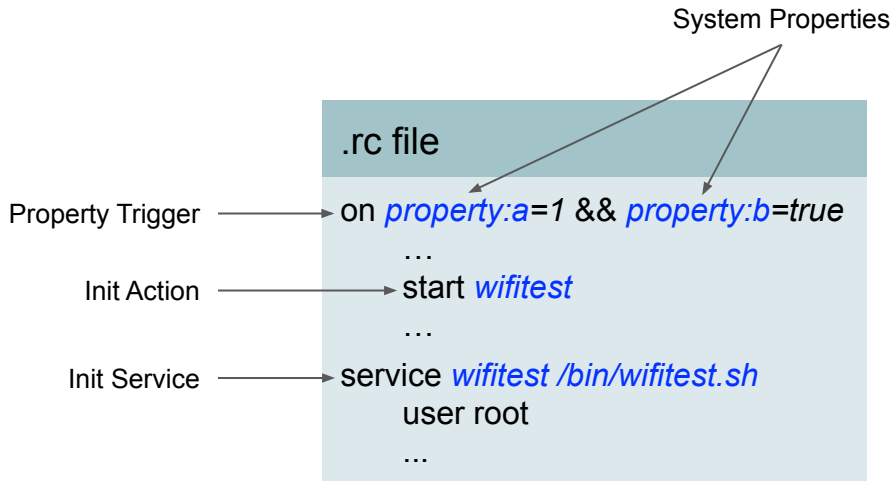 System Properties
.rc file
Property Trigger
on property:a=1 && property:b=true
…
Init Action
start wifitest
…
Init Service
service wifitest /bin/wifitest.sh
user root
...